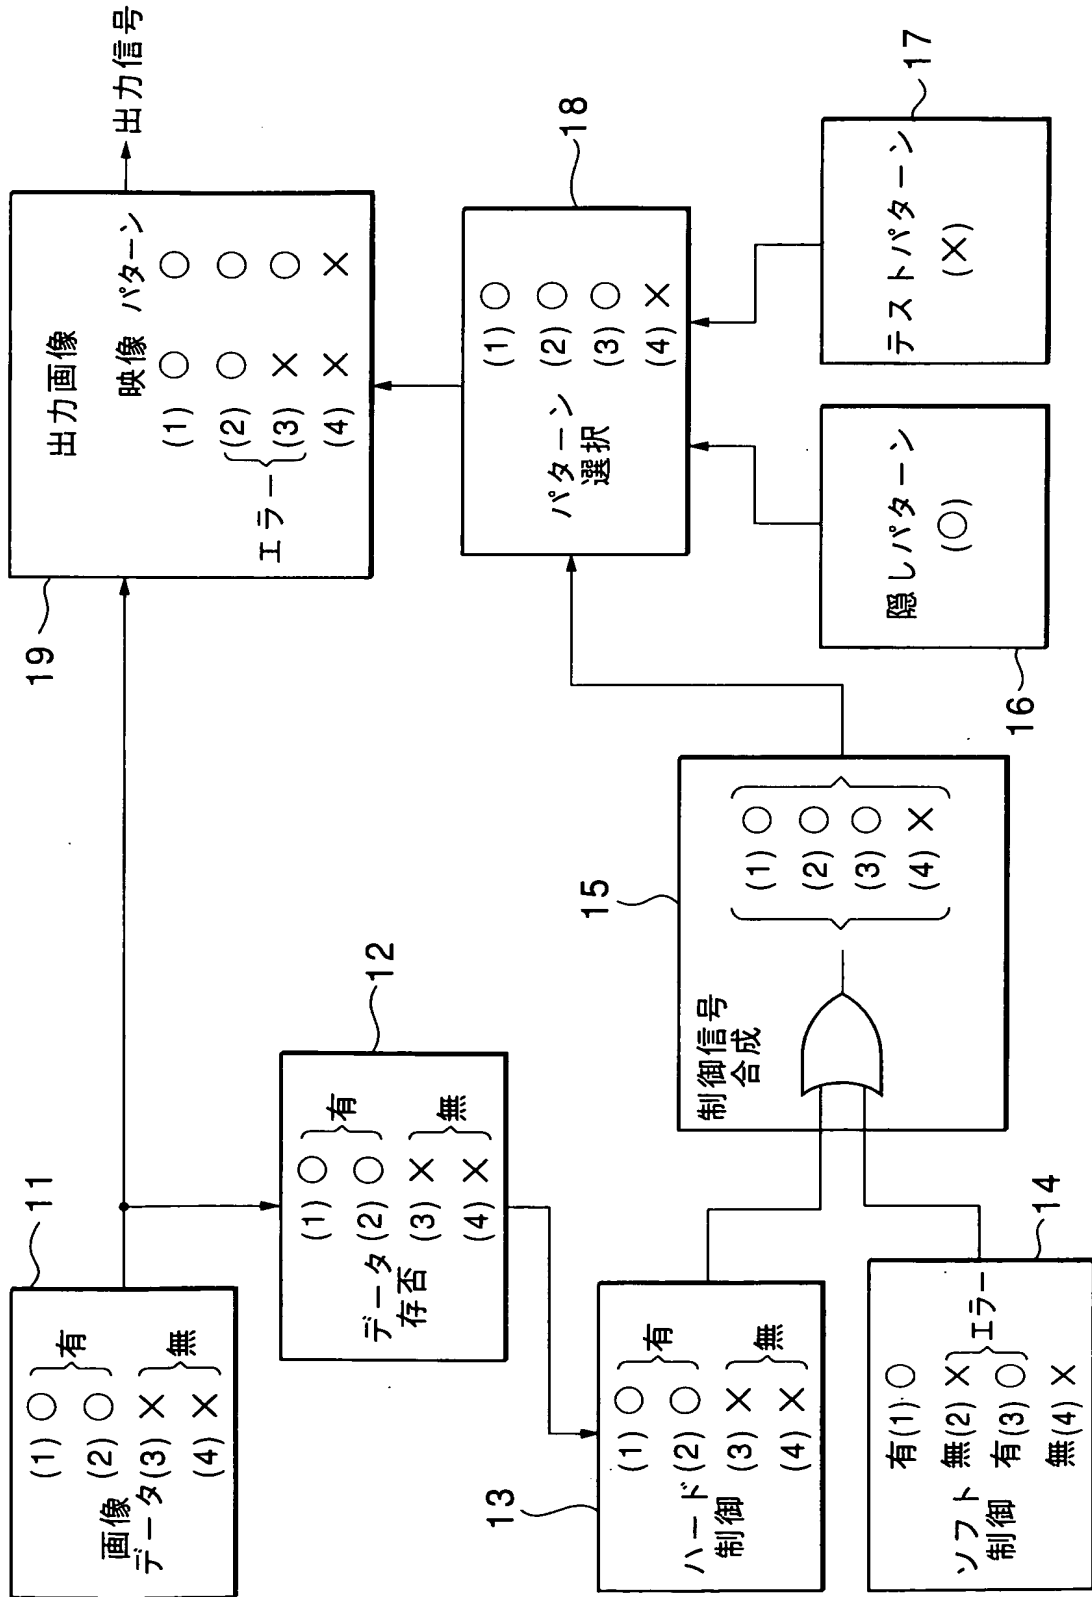 11
画像
データ
(1) ○
(2) ○
(3) ×
(4) ×
有
無
12
データ
存否
(1) ○
(2) ○
(3) ×
(4) ×
有
無
13
ハード
制御
(1) ○
(2) ○
(3) ×
(4) ×
有
無
14
ソフト
制御
有(1) ○
無(2) ×
有(3) ○
無(4) ×
エラー
15
制御信号
合成
(1) ○
(2) ○
(3) ○
(4) ×
16
隠しパターン
(○)
17
テストパターン
(×)
18
パターン
選択
(1) ○
(2) ○
(3) ○
(4) ×
19
出力画像
映像 パターン
(1) ○ ○
(2) ○ ○
(3) × ○
(4) × ×
エラー
出力信号